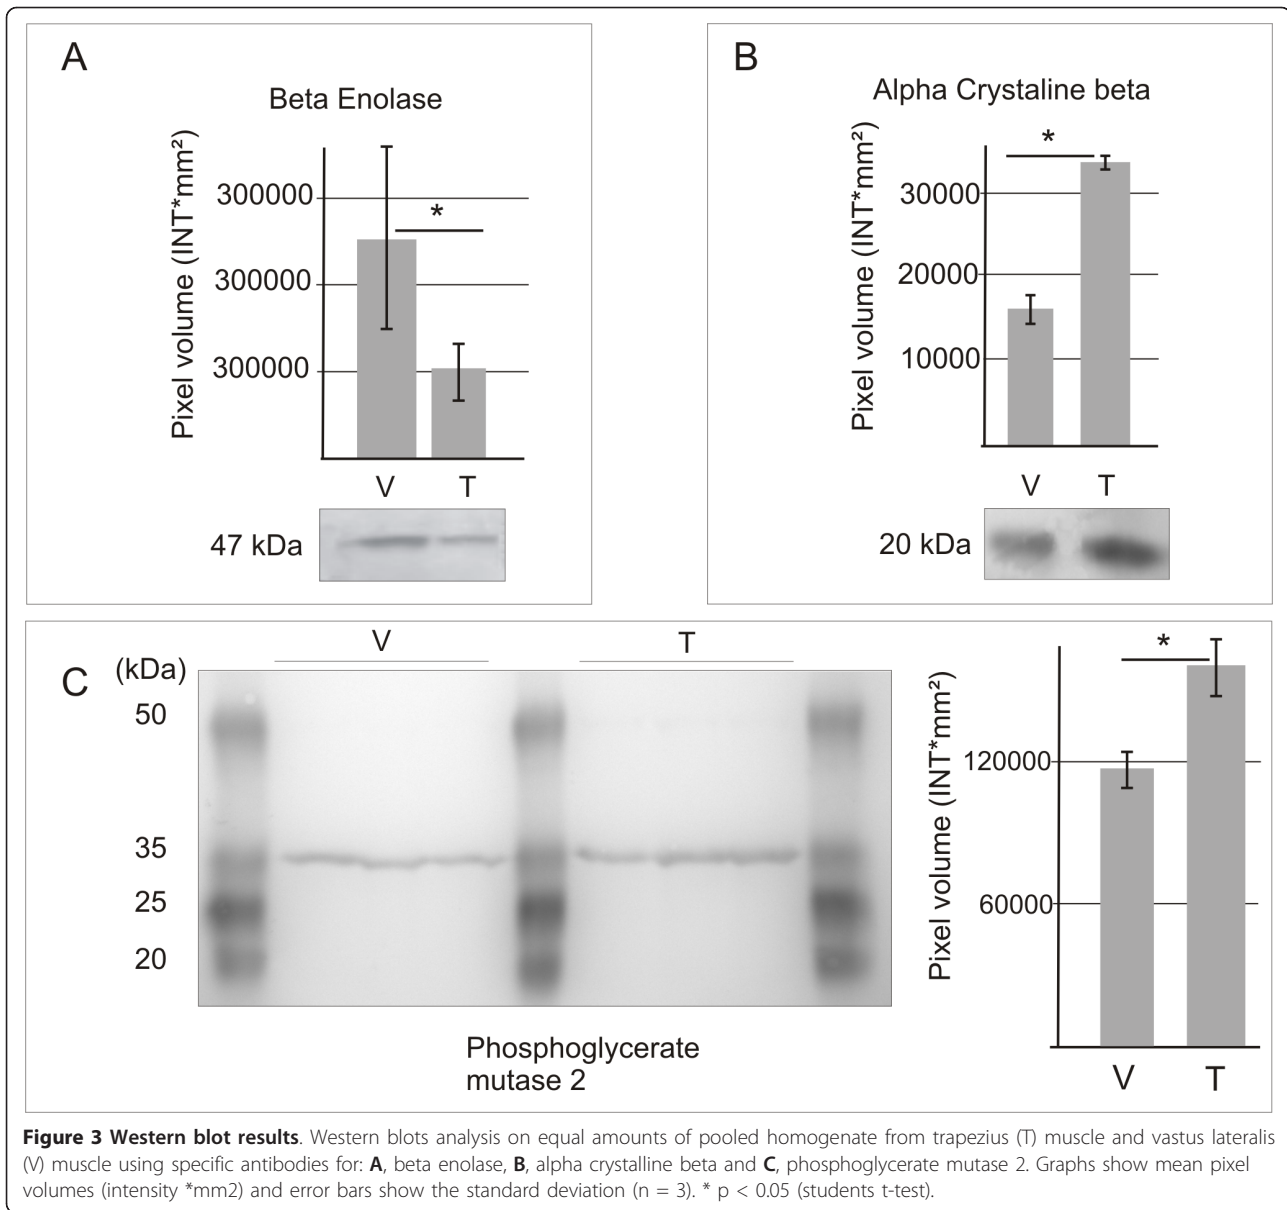 A
Beta Enolase
Pixel volume (INT*mm²)
300000
300000
300000
*
V T
47 kDa
B
Alpha Crystaline beta
Pixel volume (INT*mm²)
30000
20000
10000
*
V T
20 kDa
C
(kDa)
V T
50
35
25
20
Phosphoglycerate
mutase 2
Pixel volume (INT*mm²)
120000
60000
*
V T
Figure 3 Western blot results. Western blots analysis on equal amounts of pooled homogenate from trapezius (T) muscle and vastus lateralis
(V) muscle using specific antibodies for: A, beta enolase, B, alpha crystalline beta and C, phosphoglycerate mutase 2. Graphs show mean pixel
volumes (intensity *mm2) and error bars show the standard deviation (n = 3). * p < 0.05 (students t-test).